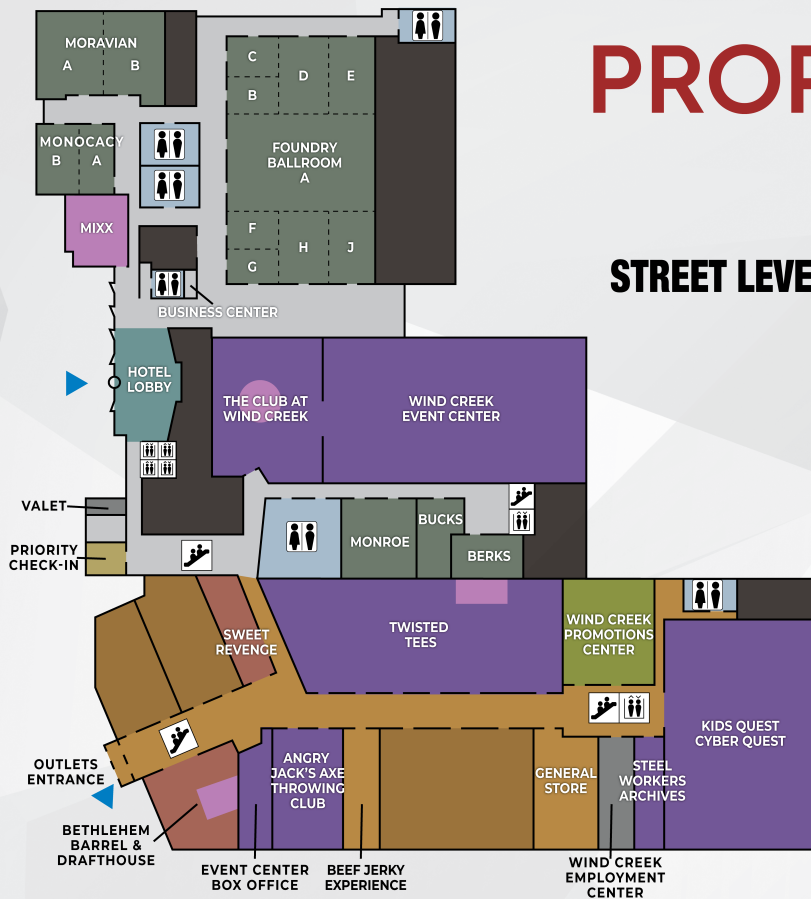 PROP
STREET LEVE
MORAVIAN
A B
C
D E
B
MONOCACY
B A
FOUNDRY
BALLROOM
A
MIXX
F
H J
G
BUSINESS CENTER
HOTEL
LOBBY
THE CLUB AT
WIND CREEK
WIND CREEK
EVENT CENTER
VALET
PRIORITY
CHECK-IN
MONROE
BUCKS
BERKS
SWEET
REVENGE
TWISTED
TEES
WIND CREEK
PROMOTIONS
CENTER
KIDS QUEST
CYBER QUEST
OUTLETS
ENTRANCE
ANGRY
JACK'S AXE
THROWING
CLUB
GENERAL
STORE
STEEL
WORKERS
ARCHIVES
BETHLEHEM
BARREL &
DRAFTHOUSE
EVENT CENTER
BOX OFFICE
BEEF JERKY
EXPERIENCE
WIND CREEK
EMPLOYMENT
CENTER